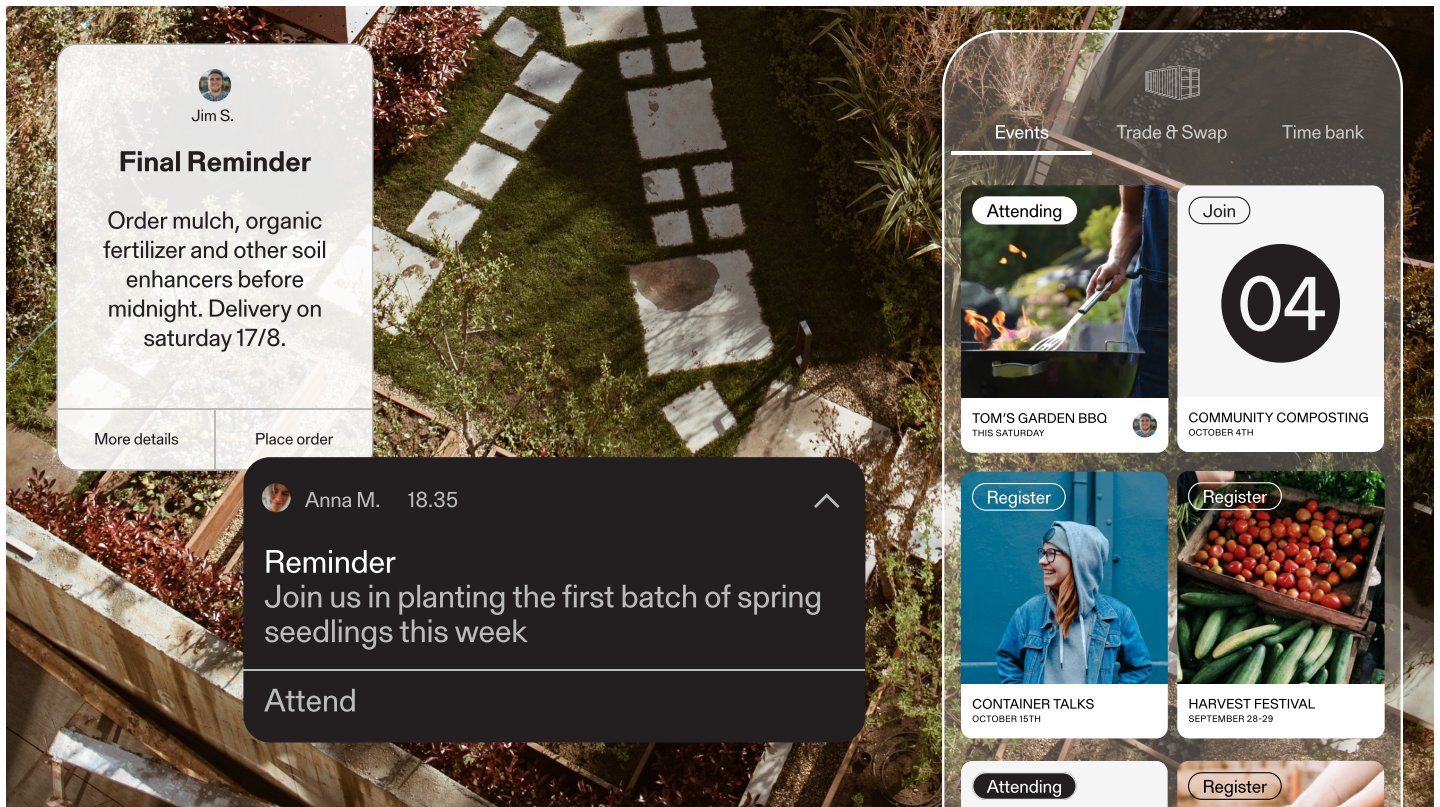 Jim S.
Final Reminder
Order mulch, organic
fertilizer and other soil
enhancers before
midnight. Delivery on
saturday 17/8.
More details
Place order
Anna M.
18.35
Reminder
Join us in planting the first batch of spring
seedlings this week
Attend
Events
Trade & Swap
Time bank
Attending
TOM'S GARDEN BBQ
THIS SATURDAY
Join
04
COMMUNITY COMPOSTING
OCTOBER 4TH
Register
CONTAINER TALKS
OCTOBER 15TH
Register
HARVEST FESTIVAL
SEPTEMBER 28-29
Attending
Register